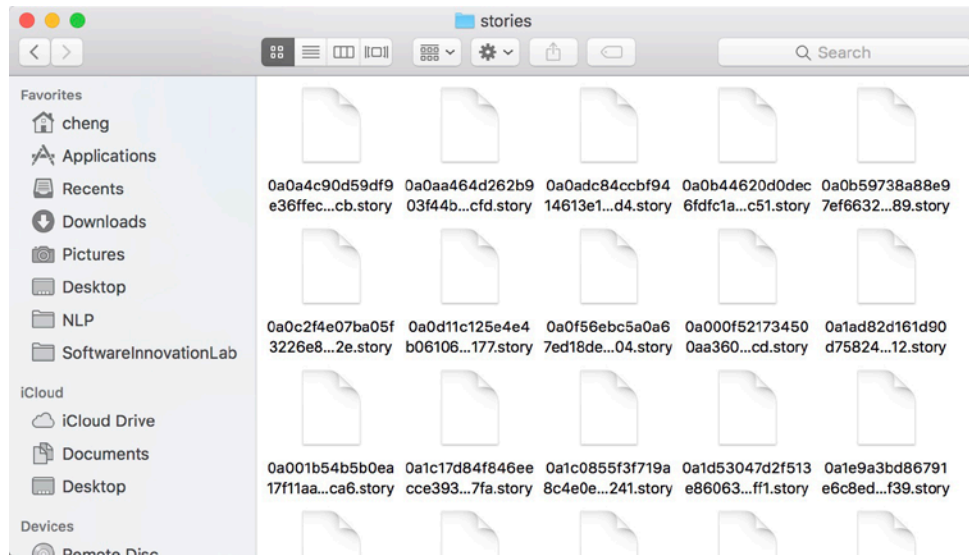 stories
Search
Favorites
cheng
Applications
Recents
Downloads
Pictures
Desktop
NLP
SoftwareInnovationLab
iCloud
iCloud Drive
Documents
Desktop
Devices
Remote Disc
0a0a4c90d59df9 0a0aa464d262b9 0a0adc84ccbf94 0a0b44620d0dec 0a0b59738a88e9
e36ffec...cb.story 03f44b...cfd.story 14613e1...d4.story 6fdfc1a...c51.story 7ef6632...89.story
0a0c2f4e07ba05f 0a0d11c125e4e4 0a0f56ebc5a0a6 0a000f52173450 0a1ad82d161d90
3226e8...2e.story b06106...177.story 7ed18de...04.story 0aa360...cd.story d75824...12.story
0a001b54b5b0ea 0a1c17d84f846ee 0a1c0855f3f719a 0a1d53047d2f513 0a1e9a3bd86791
17f11aa...ca6.story cce393...7fa.story 8c4e0e...241.story e86063...ff1.story e6c8ed...f39.story